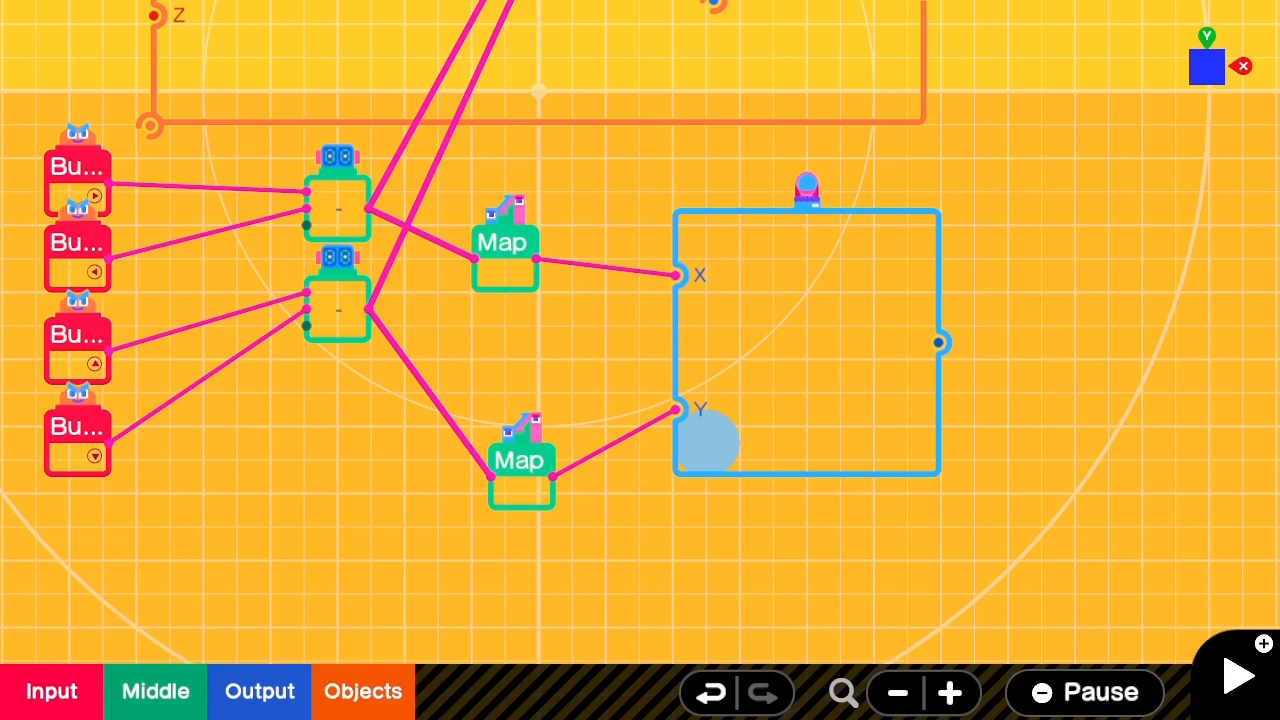 Z
Y
X
Bu...
Bu...
Map
X
Bu...
Y
Bu...
Map
Input
Middle
Output
Objects
Pause